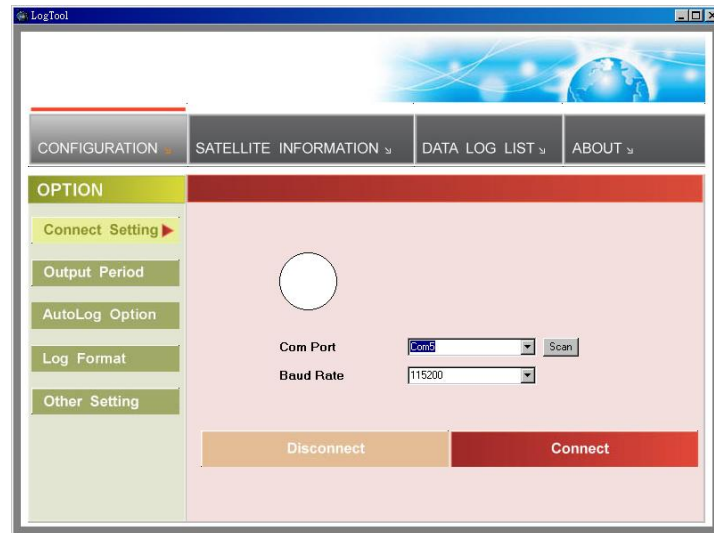 LogTool
CONFIGURATION SATELLITE INFORMATION DATA LOG LIST ABOUT
OPTION
Connect Setting
Output Period
AutoLog Option
Log Format
Other Setting
Com Port Com5 Scan
Baud Rate 115200
Disconnect Connect